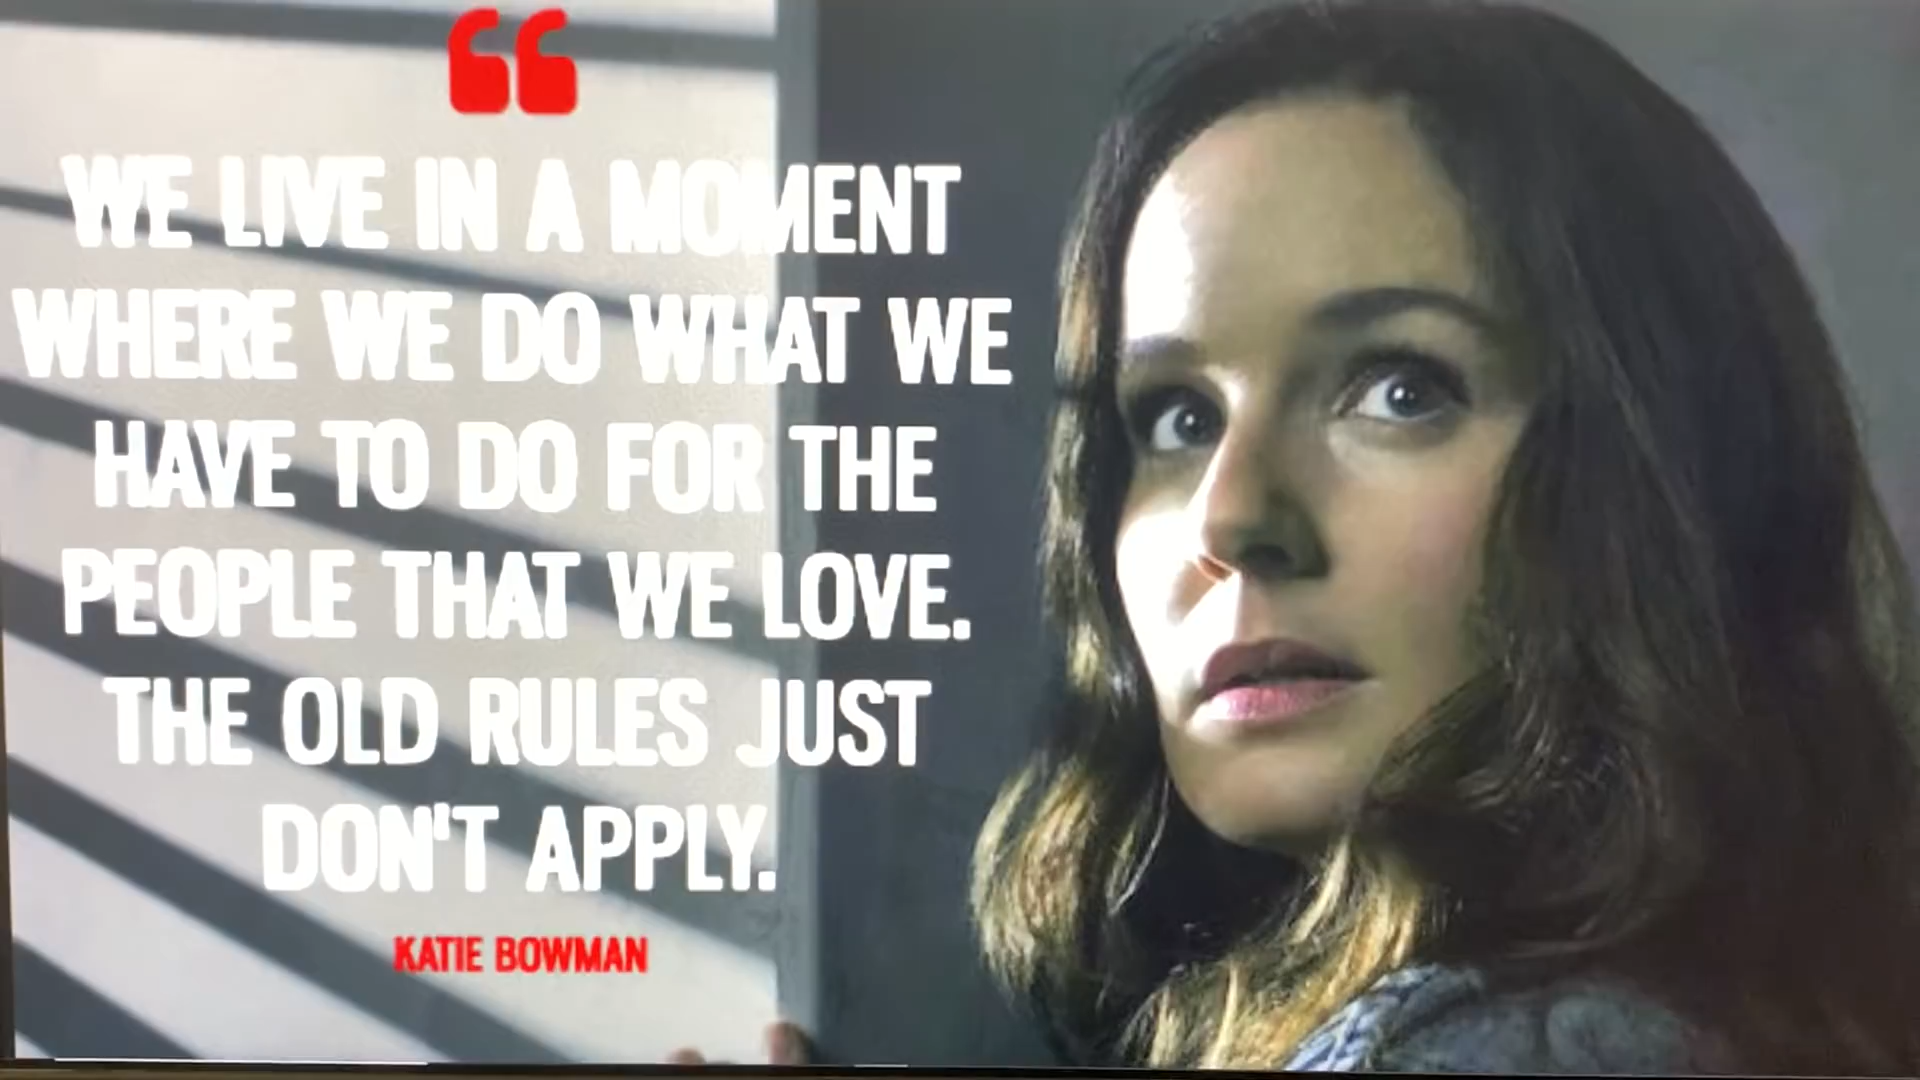 WE LIVE IN A MOMENT
WHERE WE DO WHAT WE
HAVE TO DO FOR THE
PEOPLE THAT WE LOVE.
THE OLD RULES JUST
DON'T APPLY.
KATIE BOWMAN